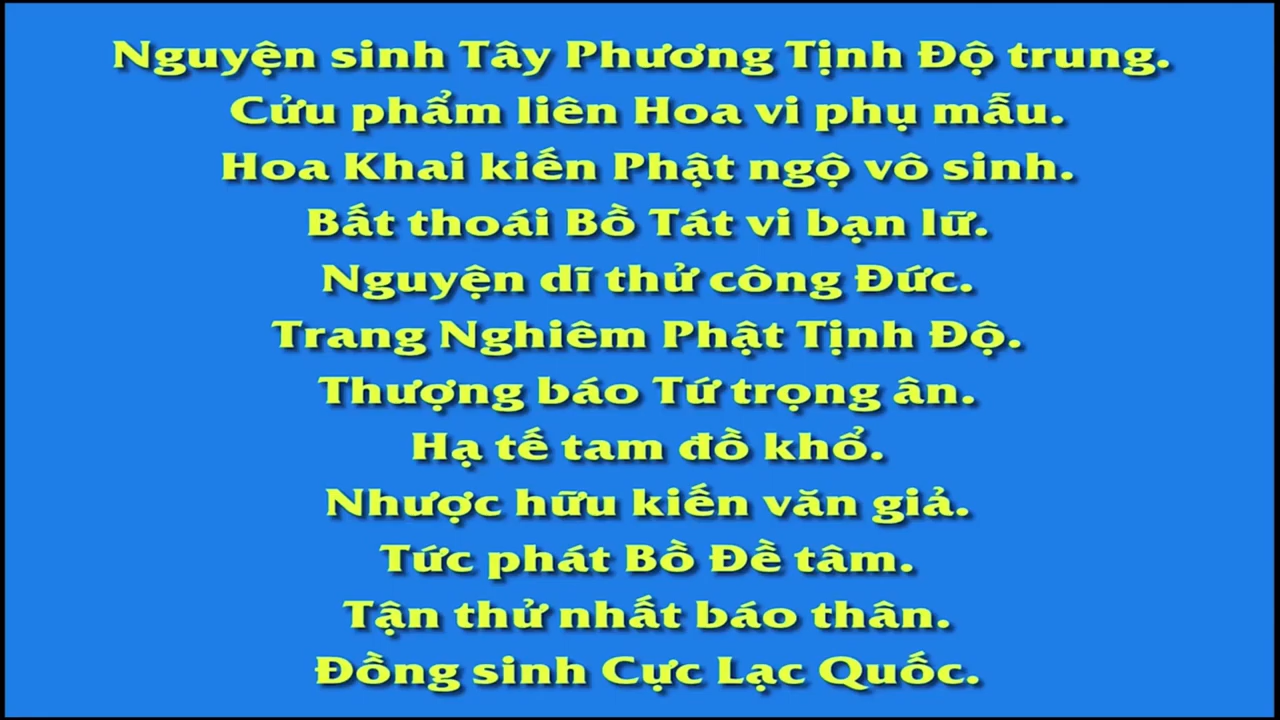 Nguyện sinh Tây Phương Tịnh Độ trung.
Cửu phẩm liên Hoa vi phụ mẫu.
Hoa Khai kiến Phật ngộ vô sinh.
Bất thoái Bồ Tát vi bạn lữ.
Nguyện dĩ thử công Đức.
Trang Nghiêm Phật Tịnh Độ.
Thượng báo Tứ trọng ân.
Hạ tế tam đồ khổ.
Nhược hữu kiến văn giả.
Tức phát Bồ Đề tâm.
Tận thử nhất báo thân.
Đồng sinh Cực Lạc Quốc.